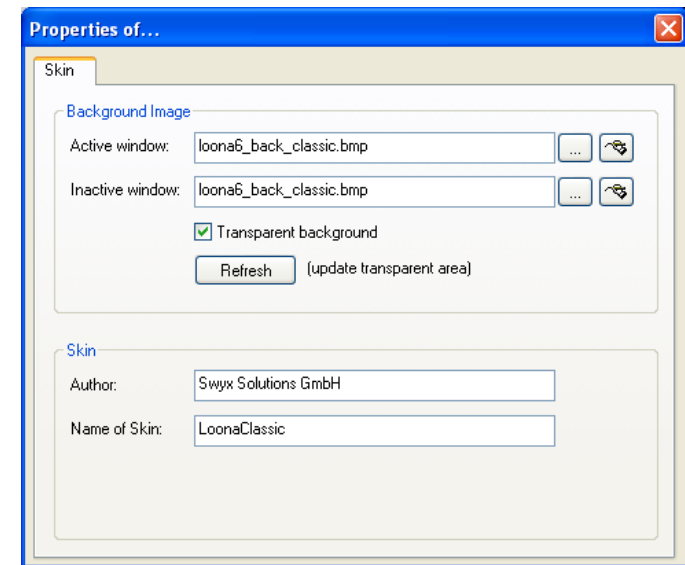 Properties of...
Skin
Background Image
Active window: loona6_back_classic.bmp ...
Inactive window: loona6_back_classic.bmp ...
Transparent background
Refresh (update transparent area)
Skin
Author: Swyx Solutions GmbH
Name of Skin: LoonaClassic